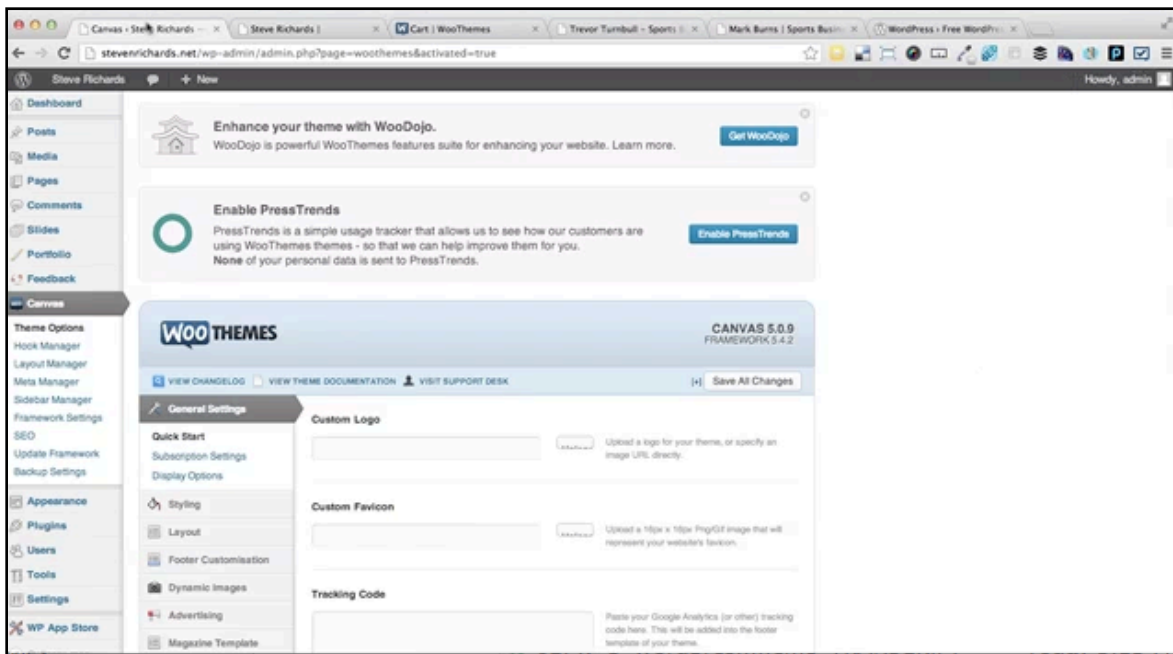 Canvas ‹ Steve Richards —
Steve Richards |
Cart | WooThemes
Trevor Turnbull - Sports
Mark Burns | Sports Busin
WordPress › Free WordPre
stevenrichards.net/wp-admin/admin.php?page=woothemes&activated=true
Steve Richards
+ New
Howdy, admin
Dashboard
Posts
Media
Pages
Comments
Slides
Portfolio
Feedback
Canvas
Theme Options
Hook Manager
Layout Manager
Meta Manager
Sidebar Manager
Framework Settings
SEO
Update Framework
Backup Settings
Appearance
Plugins
Users
Tools
Settings
WP App Store
Enhance your theme with WooDojo.
WooDojo is powerful WooThemes features suite for enhancing your website. Learn more.
Get WooDojo
Enable PressTrends
PressTrends is a simple usage tracker that allows us to see how our customers are
using WooThemes themes - so that we can help improve them for you.
None of your personal data is sent to PressTrends.
Enable PressTrends
WOO THEMES
CANVAS 5.0.9
FRAMEWORK 5.4.2
VIEW CHANGELOG VIEW THEME DOCUMENTATION VISIT SUPPORT DESK
[+] Save All Changes
General Settings
Quick Start
Subscription Settings
Display Options
Styling
Layout
Footer Customisation
Dynamic Images
Advertising
Magazine Template
Custom Logo
Upload a logo for your theme, or specify an
image URL directly.
Custom Favicon
Upload a 16px x 16px Png/Gif image that will
represent your website's favicon.
Tracking Code
Paste your Google Analytics (or other) tracking
code here. This will be added into the footer
template of your theme.